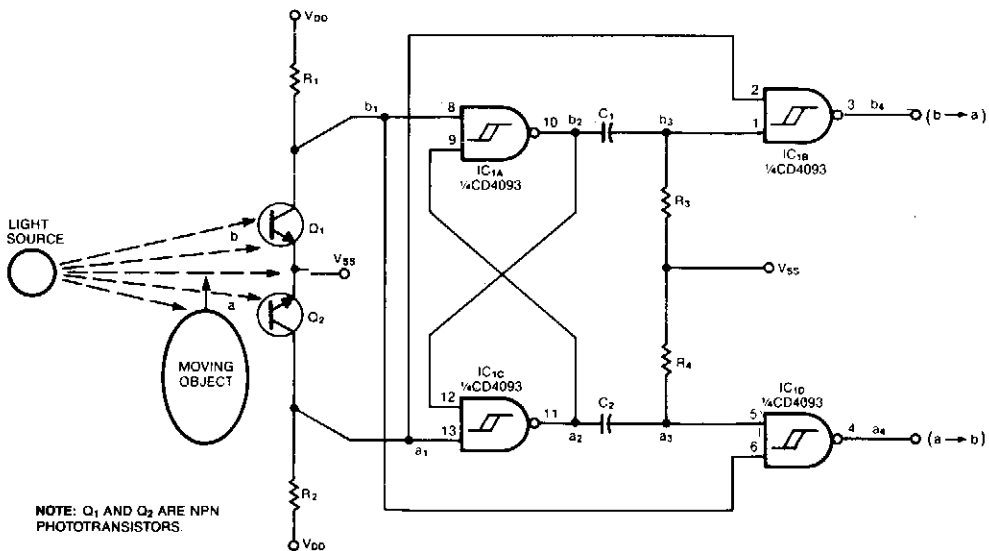 VDD
R1
b1
8
9
10
b2
C1
b3
2
1
3
b4
(b → a)
IC1A
¼CD4093
IC1B
¼CD4093
LIGHT
SOURCE
b
Q1
VSS
a
Q2
R3
VSS
R4
MOVING
OBJECT
IC1C
¼CD4093
12
13
11
a1
a2
C2
a3
IC1D
¼CD4093
5
6
4
a4
(a → b)
R2
VDD
NOTE: Q1 AND Q2 ARE NPN
PHOTOTRANSISTORS.